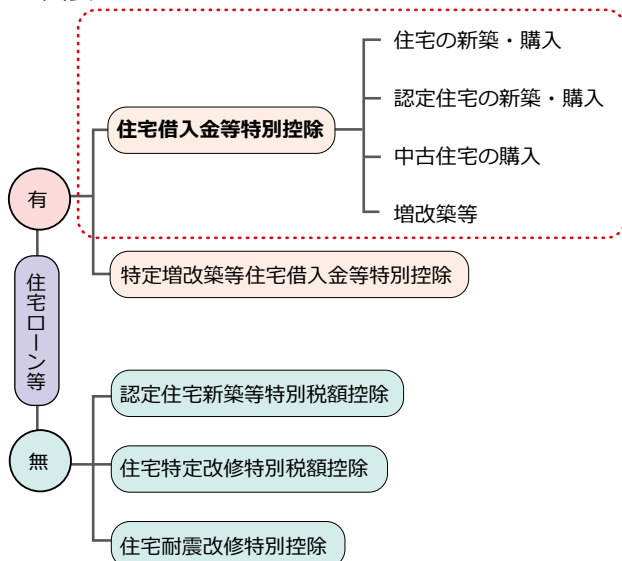 住宅の新築・購入
認定住宅の新築・購入
住宅借入金等特別控除
中古住宅の購入
有
増改築等
特定増改築等住宅借入金等特別控除
住宅ローン等
認定住宅新築等特別税額控除
無
住宅特定改修特別税額控除
住宅耐震改修特別控除